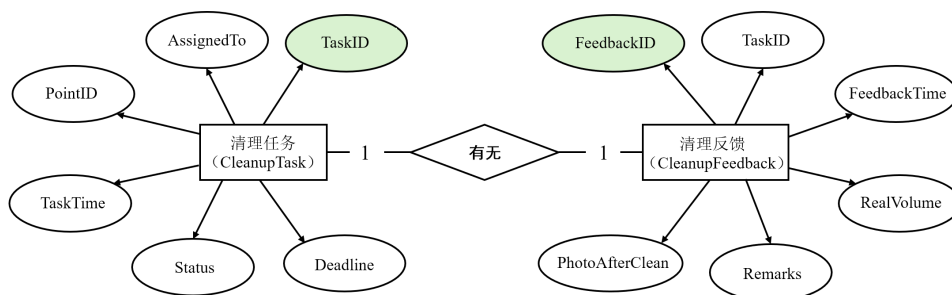 AssignedTo
TaskID
FeedbackID
TaskID
PointID
FeedbackTime
清理任务
（CleanupTask）
1
有无
1
清理反馈
（CleanupFeedback）
TaskTime
RealVolume
Status
Deadline
PhotoAfterClean
Remarks